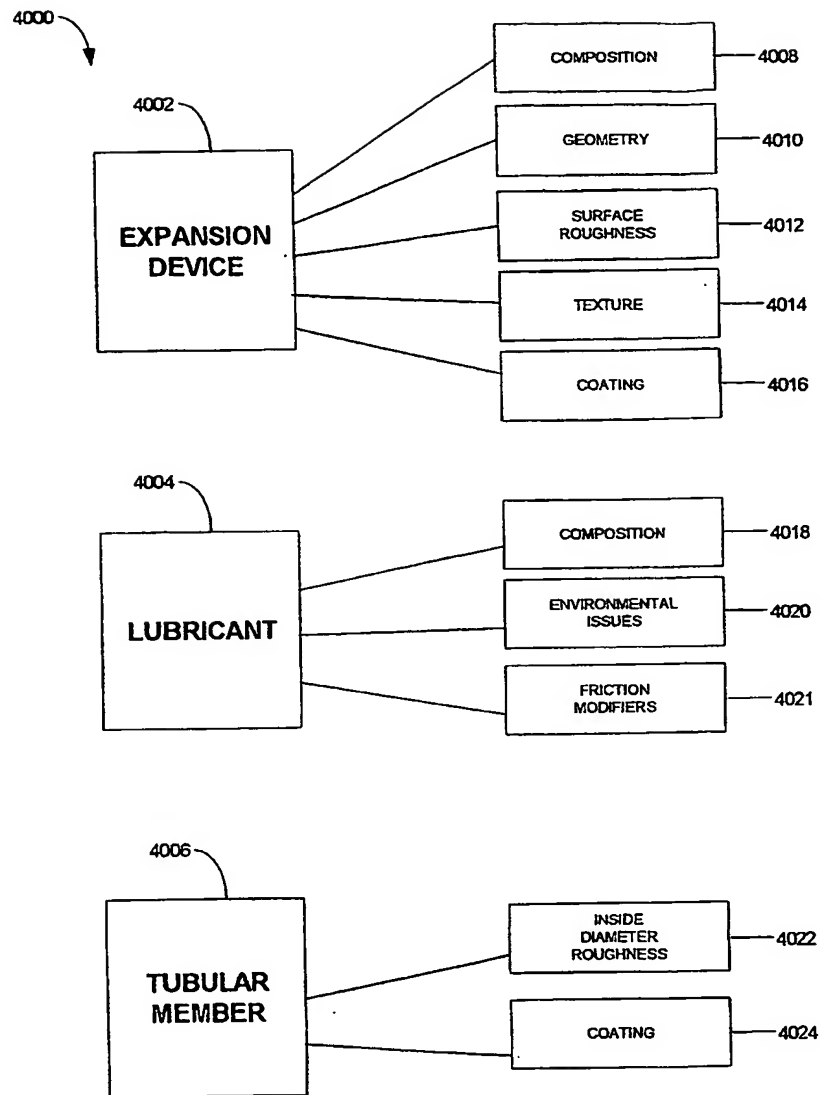 4000
4002
EXPANSION
DEVICE
COMPOSITION
4008
GEOMETRY
4010
SURFACE
ROUGHNESS
4012
TEXTURE
4014
COATING
4016
4004
LUBRICANT
COMPOSITION
4018
ENVIRONMENTAL
ISSUES
4020
FRICTION
MODIFIERS
4021
4006
TUBULAR
MEMBER
INSIDE
DIAMETER
ROUGHNESS
4022
COATING
4024